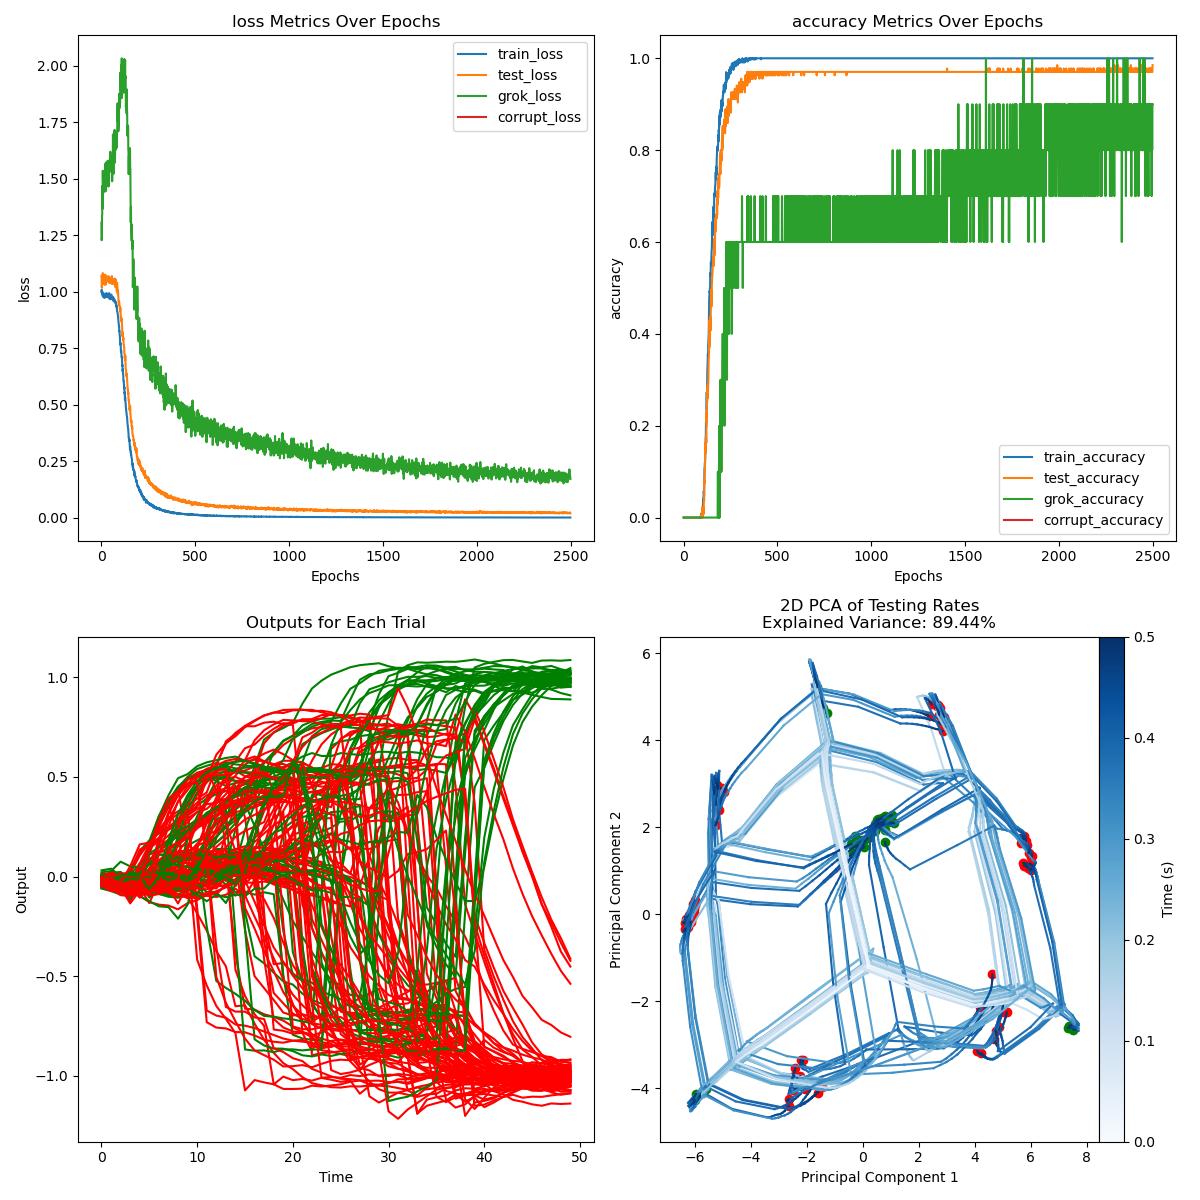 loss Metrics Over Epochs
loss
2.00
1.75
1.50
1.25
1.00
0.75
0.50
0.25
0.00
0
500
1000
1500
2000
2500
Epochs
train_loss
test_loss
grok_loss
corrupt_loss
accuracy Metrics Over Epochs
accuracy
1.0
0.8
0.6
0.4
0.2
0.0
0
500
1000
1500
2000
2500
Epochs
train_accuracy
test_accuracy
grok_accuracy
corrupt_accuracy
Outputs for Each Trial
Output
1.0
0.5
0.0
−0.5
−1.0
0
10
20
30
40
50
Time
2D PCA of Testing Rates
Explained Variance: 89.44%
Principal Component 2
6
4
2
0
−2
−4
−6
−4
−2
0
2
4
6
8
Principal Component 1
0.5
0.4
0.3
0.2
0.1
0.0
Time (s)